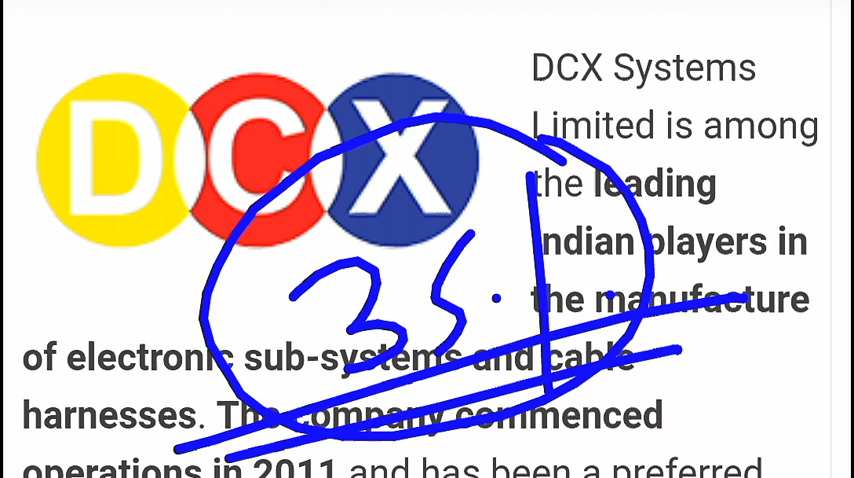 DCX
DCX Systems
Limited is among
the leading
Indian players in
the manufacture
35%
of electronic sub-systems and cable
harnesses. The company commenced
operations in 2011 and has been a preferred